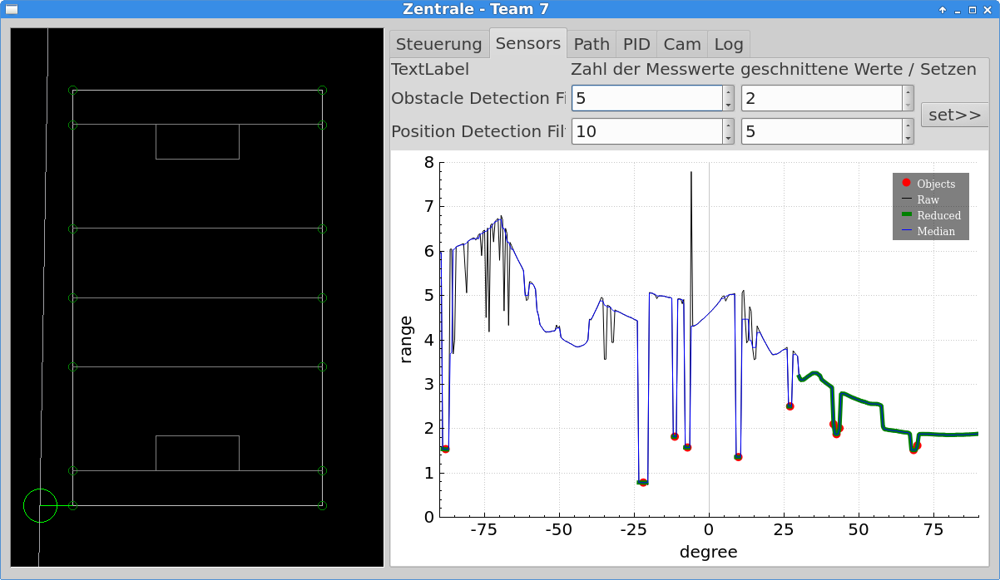 Zentrale - Team 7
Steuerung Sensors Path PID Cam Log
TextLabel Zahl der Messwerte geschnittene Werte / Setzen
Obstacle Detection Fi 5 2
set>>
Position Detection Filt 10 5
8
7
6
5
4
3
2
1
0
range
Objects
Raw
Reduced
Median
-75 -50 -25 0 25 50 75
degree